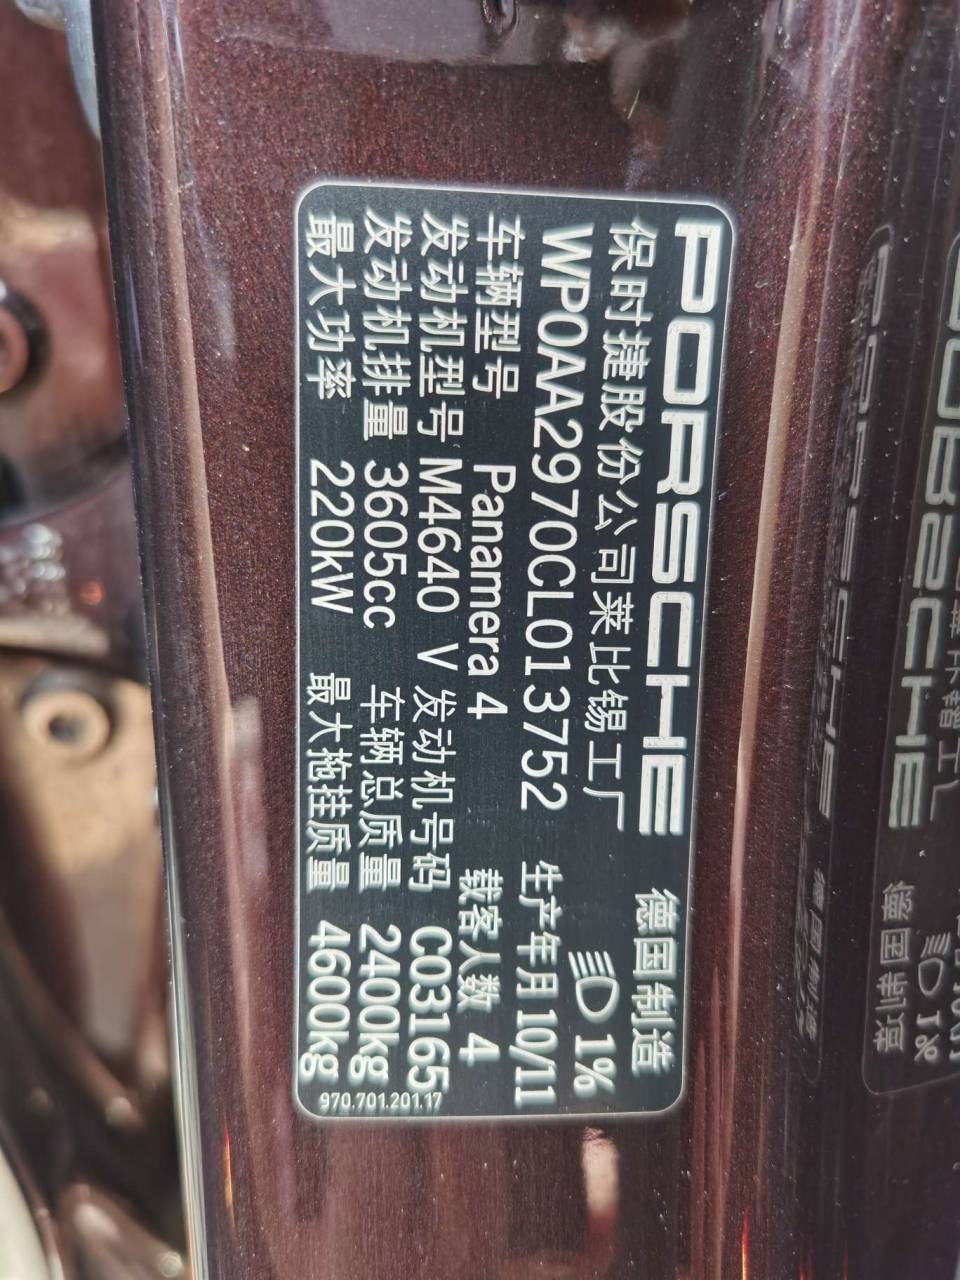 PORSCHE 德国制造
保时捷股份公司莱比锡工厂 1%
WP0AA2970CL013752 生产年月10/11
车辆型号 Panamera 4 载客人数 4
发动机型号 M4640 V 发动机号码 C03165
发动机排量 3605cc 车辆总质量 2400kg
最大功率 220kW 最大拖挂质量 4600kg
970.701.201.17